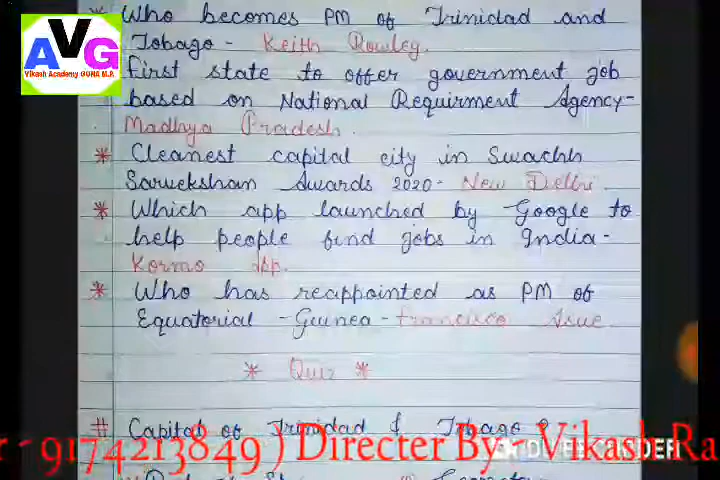 * Who becomes PM of Trinidad and
Tobago - Keith Rowley.
First state to offer government job
based on National Requirment Agency-
Madhya Pradesh.
* Cleanest capital city in Swachh
Sarvekshan Awards 2020- New Delhi.
* Which app launched by Google to
help people find jobs in India-
Kormo App.
* Who has reappointed as PM of
Equatorial -Guinea- Francisco Asue
* Quiz *
# Capital of Trinidad & Tobago ?
AVG
Vikash Academy GUNA M.P.
r - 9174213849 ) Directer By:- Vikash Ra